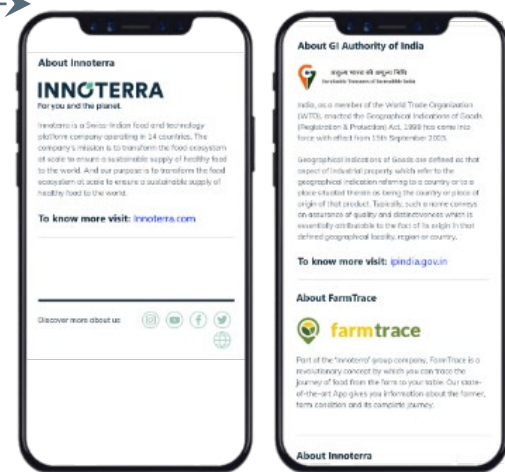 About Innoterra
INNOTERRA
For you and the planet.
Innoterra is a Swiss-Indian food and technology
platform company operating in 14 countries. The
company's mission is to transform the food ecosystem
at scale to ensure a sustainable supply of healthy food
to the world. And our purpose is to transform the food
ecosystem at scale to ensure a sustainable supply of
healthy food to the world.
To know more visit: Innoterra.com
Discover more about us
About GI Authority of India
अतुल्य भारत की अमूल्य निधि
Invaluable Treasures of Incredible India
India, as a member of the World Trade Organisation
(WTO), enacted the Geographical Indications of Goods
(Registration & Protection) Act, 1999 has come into
force with effect from 15th September 2003.
Geographical Indications of Goods are defined as that
aspect of industrial property which refer to the
geographical indication referring to a country or to a
place situated therein as being the country or place of
origin of that product. Typically, such a name conveys
an assurance of quality and distinctiveness which is
essentially attributable to the fact of its origin in that
defined geographical locality, region or country.
To know more visit: ipindia.gov.in
About FarmTrace
farmtrace
Part of the 'Innoterra' group company, FarmTrace is a
revolutionary concept by which you can trace the
journey of food from the farm to your table. Our state-
of-the-art App gives you information about the farmer,
farm condition and its complete journey.
About Innoterra